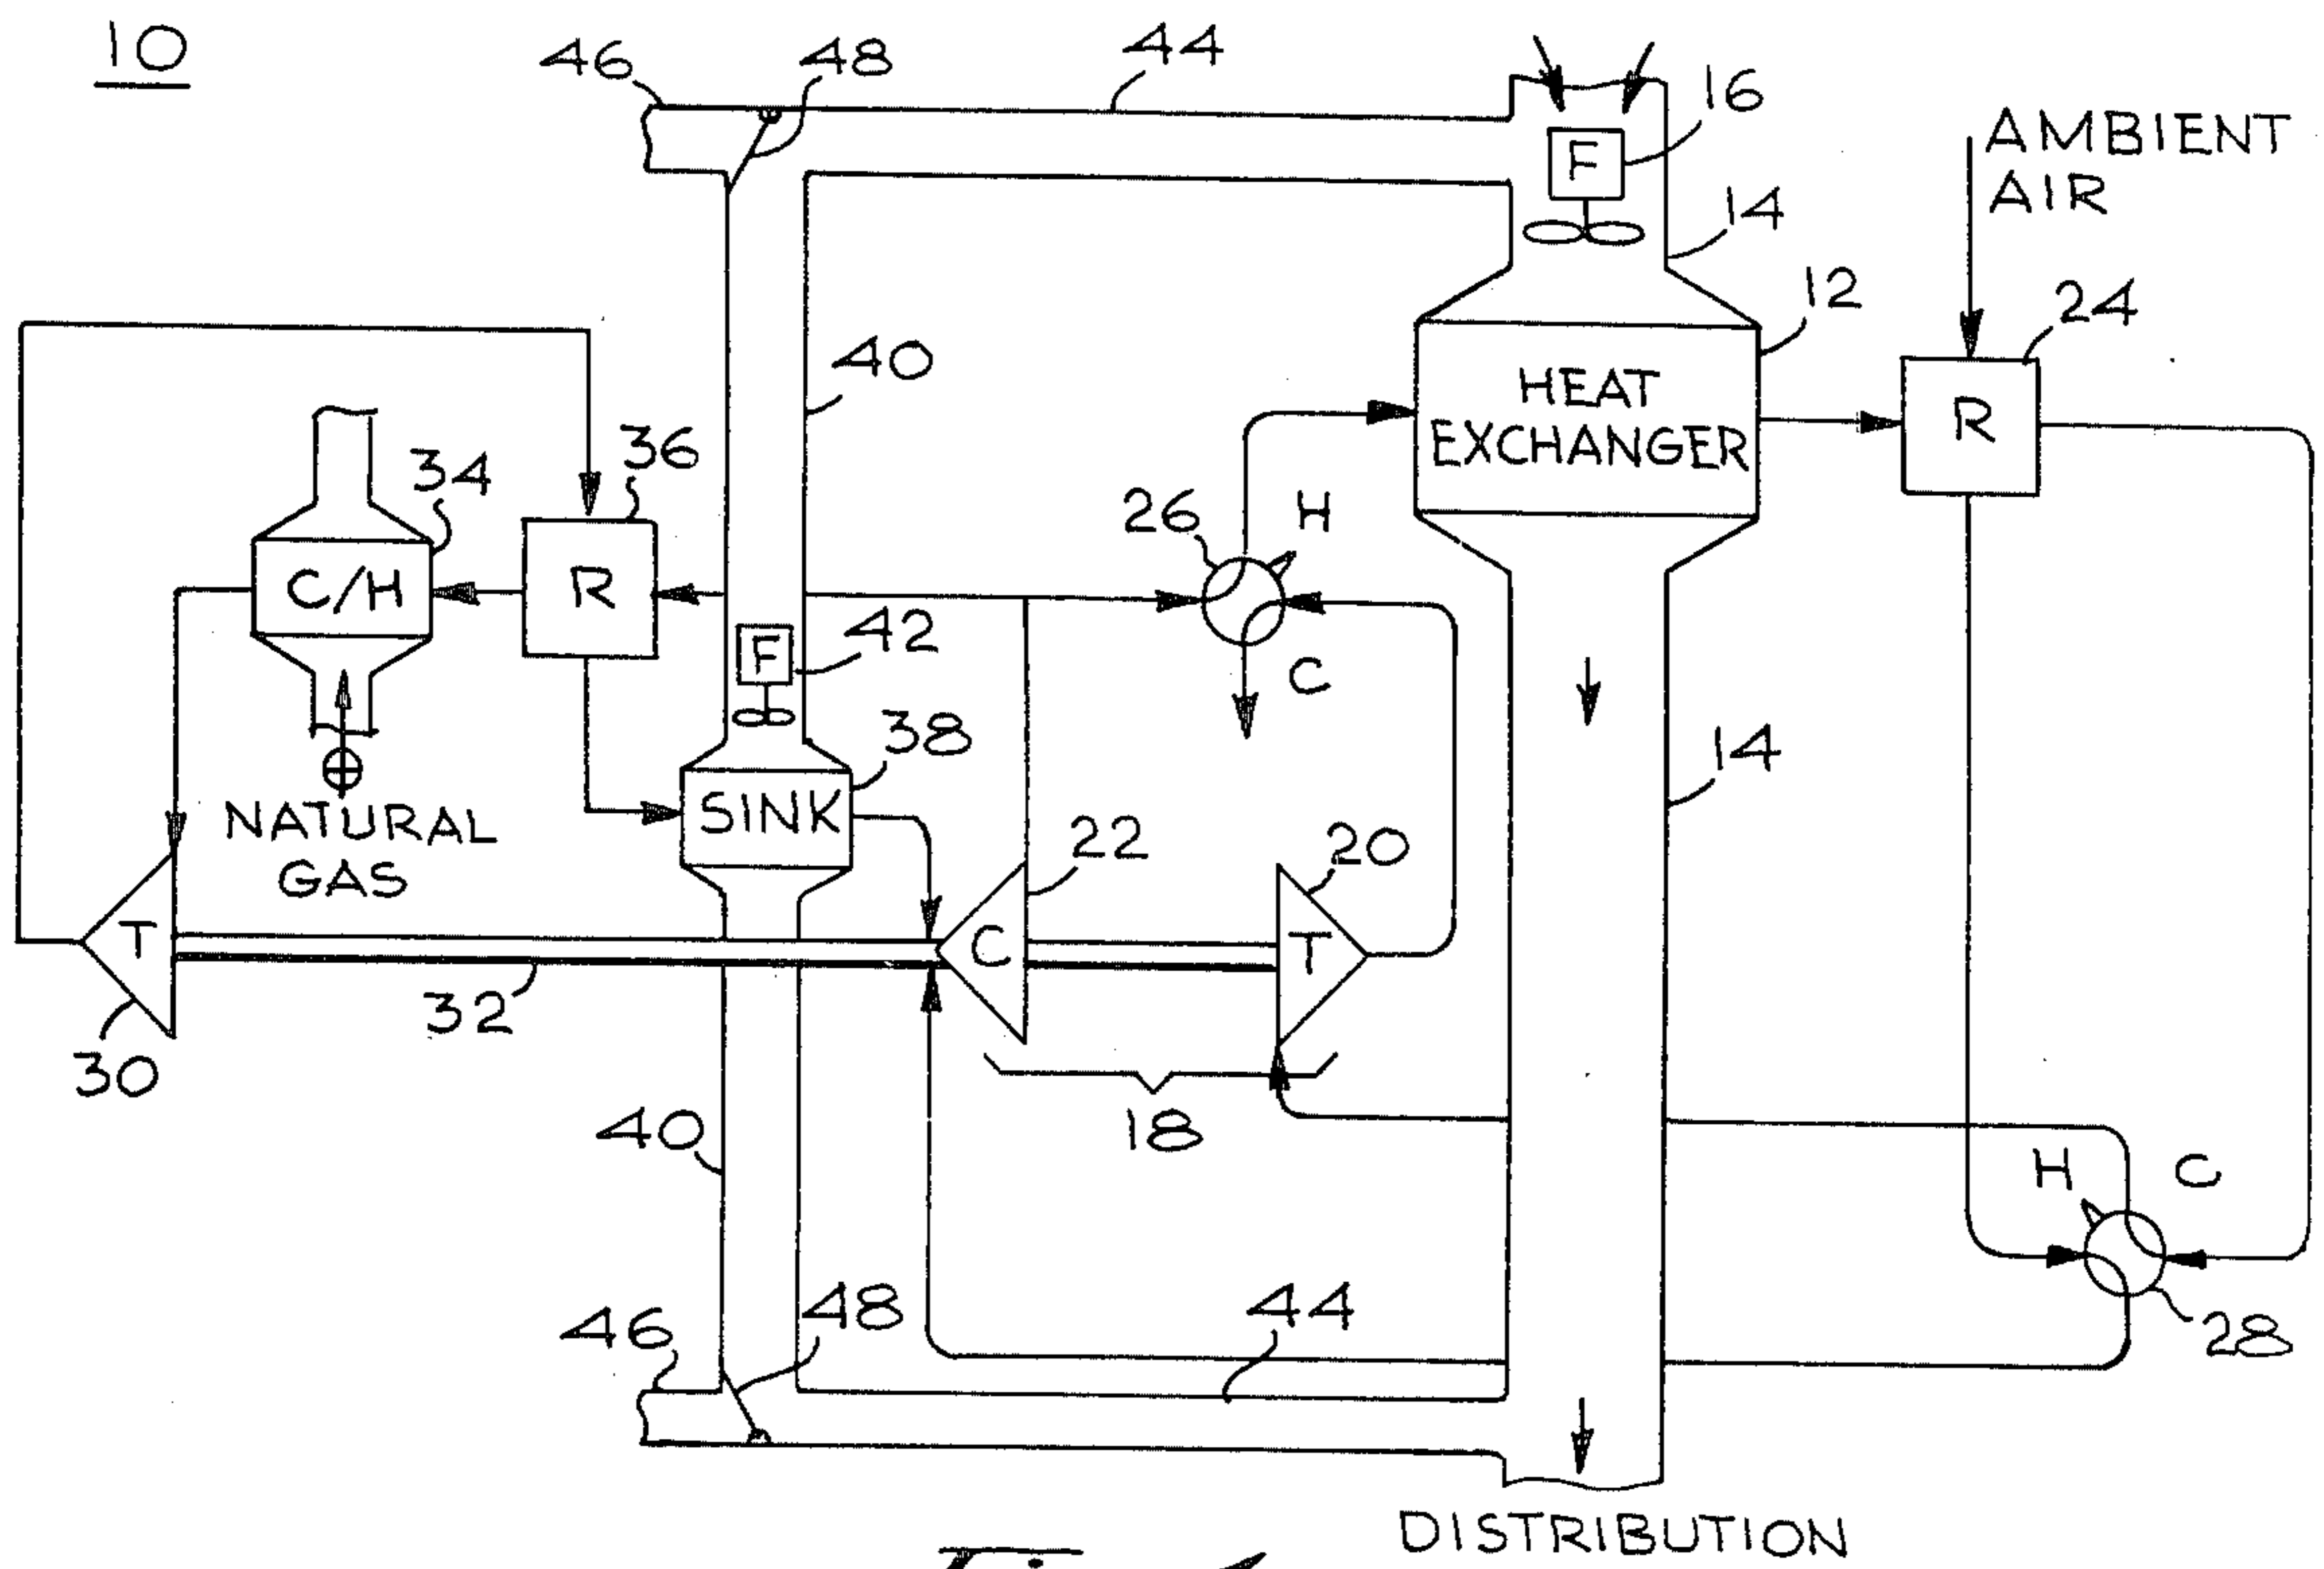 10
46
48
44
16
F
AMBIENT
AIR
14
12
24
40
HEAT
EXCHANGER
R
34
36
26
H
C/H
R
F
42
C
38
14
SINK
NATURAL
GAS
22
20
T
C
T
32
30
18
40
H
C
46
48
44
28
DISTRIBUTION